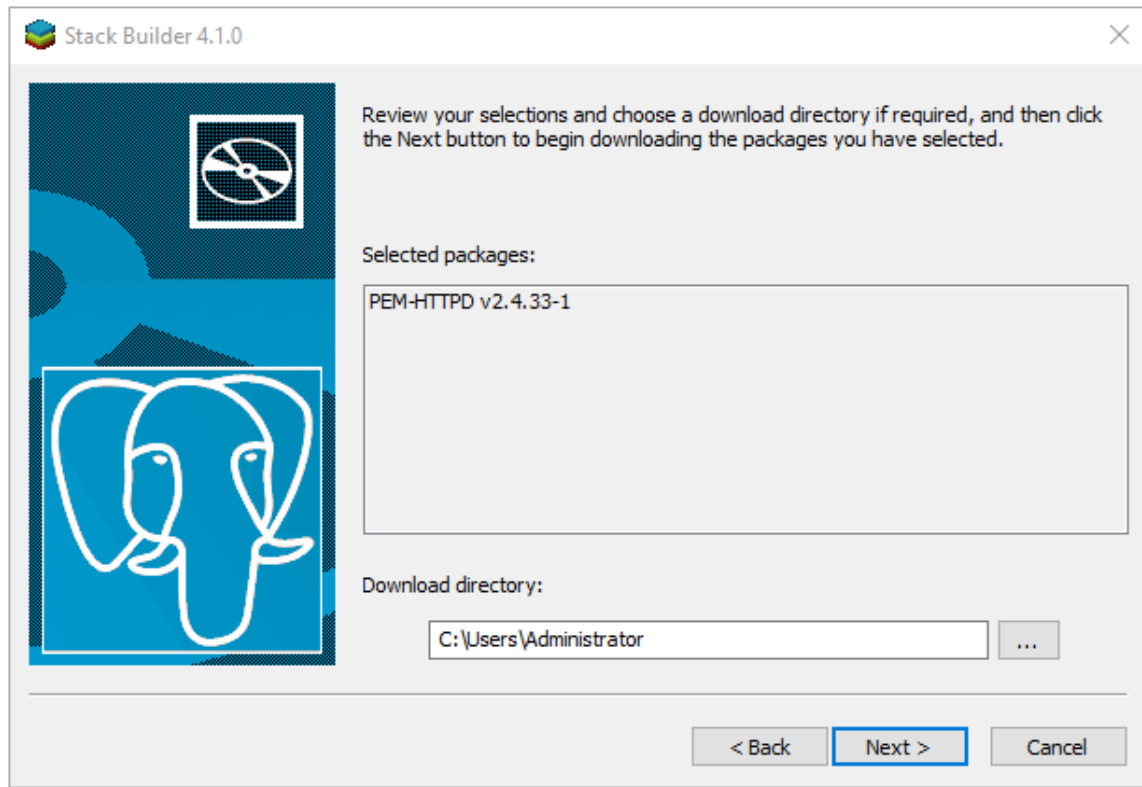 Stack Builder 4.1.0
Review your selections and choose a download directory if required, and then click
the Next button to begin downloading the packages you have selected.
Selected packages:
PEM-HTTPD v2.4.33-1
Download directory:
C:\Users\Administrator
...
< Back
Next >
Cancel